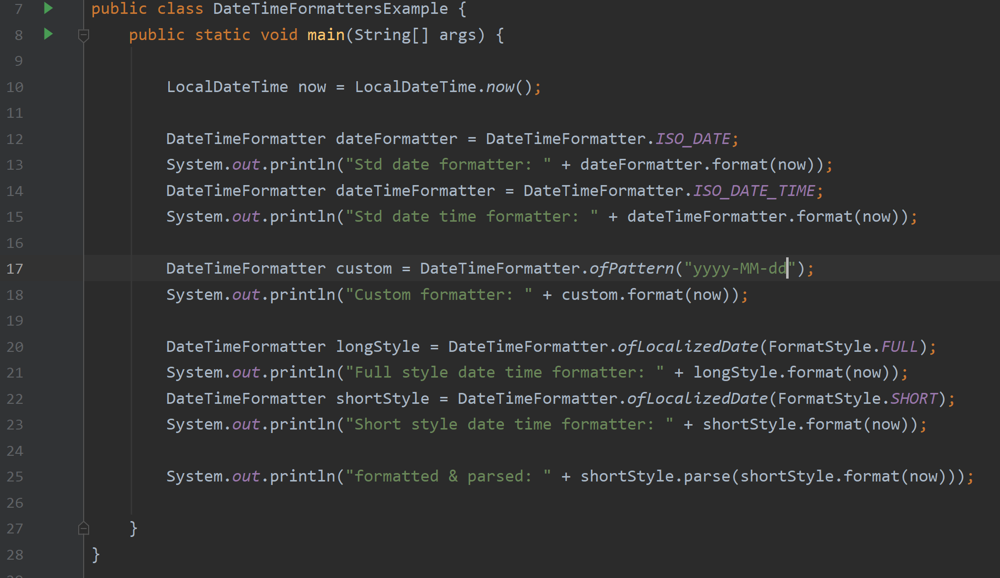 7 public class DateTimeFormattersExample {
8 public static void main(String[] args) {
9
10 LocalDateTime now = LocalDateTime.now();
11
12 DateTimeFormatter dateFormatter = DateTimeFormatter.ISO_DATE;
13 System.out.println("Std date formatter: " + dateFormatter.format(now));
14 DateTimeFormatter dateTimeFormatter = DateTimeFormatter.ISO_DATE_TIME;
15 System.out.println("Std date time formatter: " + dateTimeFormatter.format(now));
16
17 DateTimeFormatter custom = DateTimeFormatter.ofPattern("yyyy-MM-dd");
18 System.out.println("Custom formatter: " + custom.format(now));
19
20 DateTimeFormatter longStyle = DateTimeFormatter.ofLocalizedDate(FormatStyle.FULL);
21 System.out.println("Full style date time formatter: " + longStyle.format(now));
22 DateTimeFormatter shortStyle = DateTimeFormatter.ofLocalizedDate(FormatStyle.SHORT);
23 System.out.println("Short style date time formatter: " + shortStyle.format(now));
24
25 System.out.println("formatted & parsed: " + shortStyle.parse(shortStyle.format(now)));
26
27 }
28 }